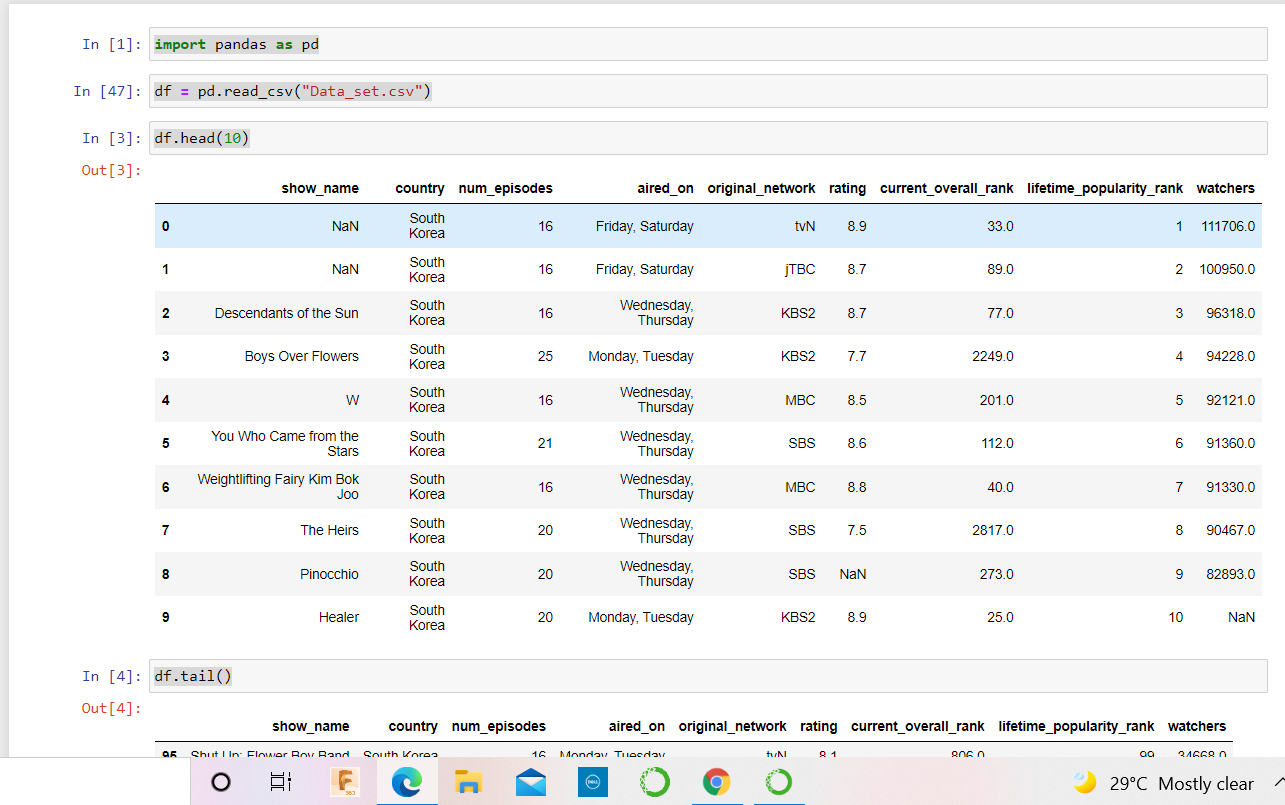 In [1]: import pandas as pd
In [47]: df = pd.read_csv("Data_set.csv")
In [3]: df.head(10)
Out[3]:
show_name country num_episodes aired_on original_network rating current_overall_rank lifetime_popularity_rank watchers
0 NaN South Korea 16 Friday, Saturday tvN 8.9 33.0 1 111706.0
1 NaN South Korea 16 Friday, Saturday jTBC 8.7 89.0 2 100950.0
2 Descendants of the Sun South Korea 16 Wednesday, Thursday KBS2 8.7 77.0 3 96318.0
3 Boys Over Flowers South Korea 25 Monday, Tuesday KBS2 7.7 2249.0 4 94228.0
4 W South Korea 16 Wednesday, Thursday MBC 8.5 201.0 5 92121.0
5 You Who Came from the Stars South Korea 21 Wednesday, Thursday SBS 8.6 112.0 6 91360.0
6 Weightlifting Fairy Kim Bok Joo South Korea 16 Wednesday, Thursday MBC 8.8 40.0 7 91330.0
7 The Heirs South Korea 20 Wednesday, Thursday SBS 7.5 2817.0 8 90467.0
8 Pinocchio South Korea 20 Wednesday, Thursday SBS NaN 273.0 9 82893.0
9 Healer South Korea 20 Monday, Tuesday KBS2 8.9 25.0 10 NaN
In [4]: df.tail()
Out[4]:
show_name country num_episodes aired_on original_network rating current_overall_rank lifetime_popularity_rank watchers
95 Shut Up: Flower Boy Band South Korea 16 Monday, Tuesday tvN 8.1 806.0 99 34668.0
F
DELL
29°C Mostly clear